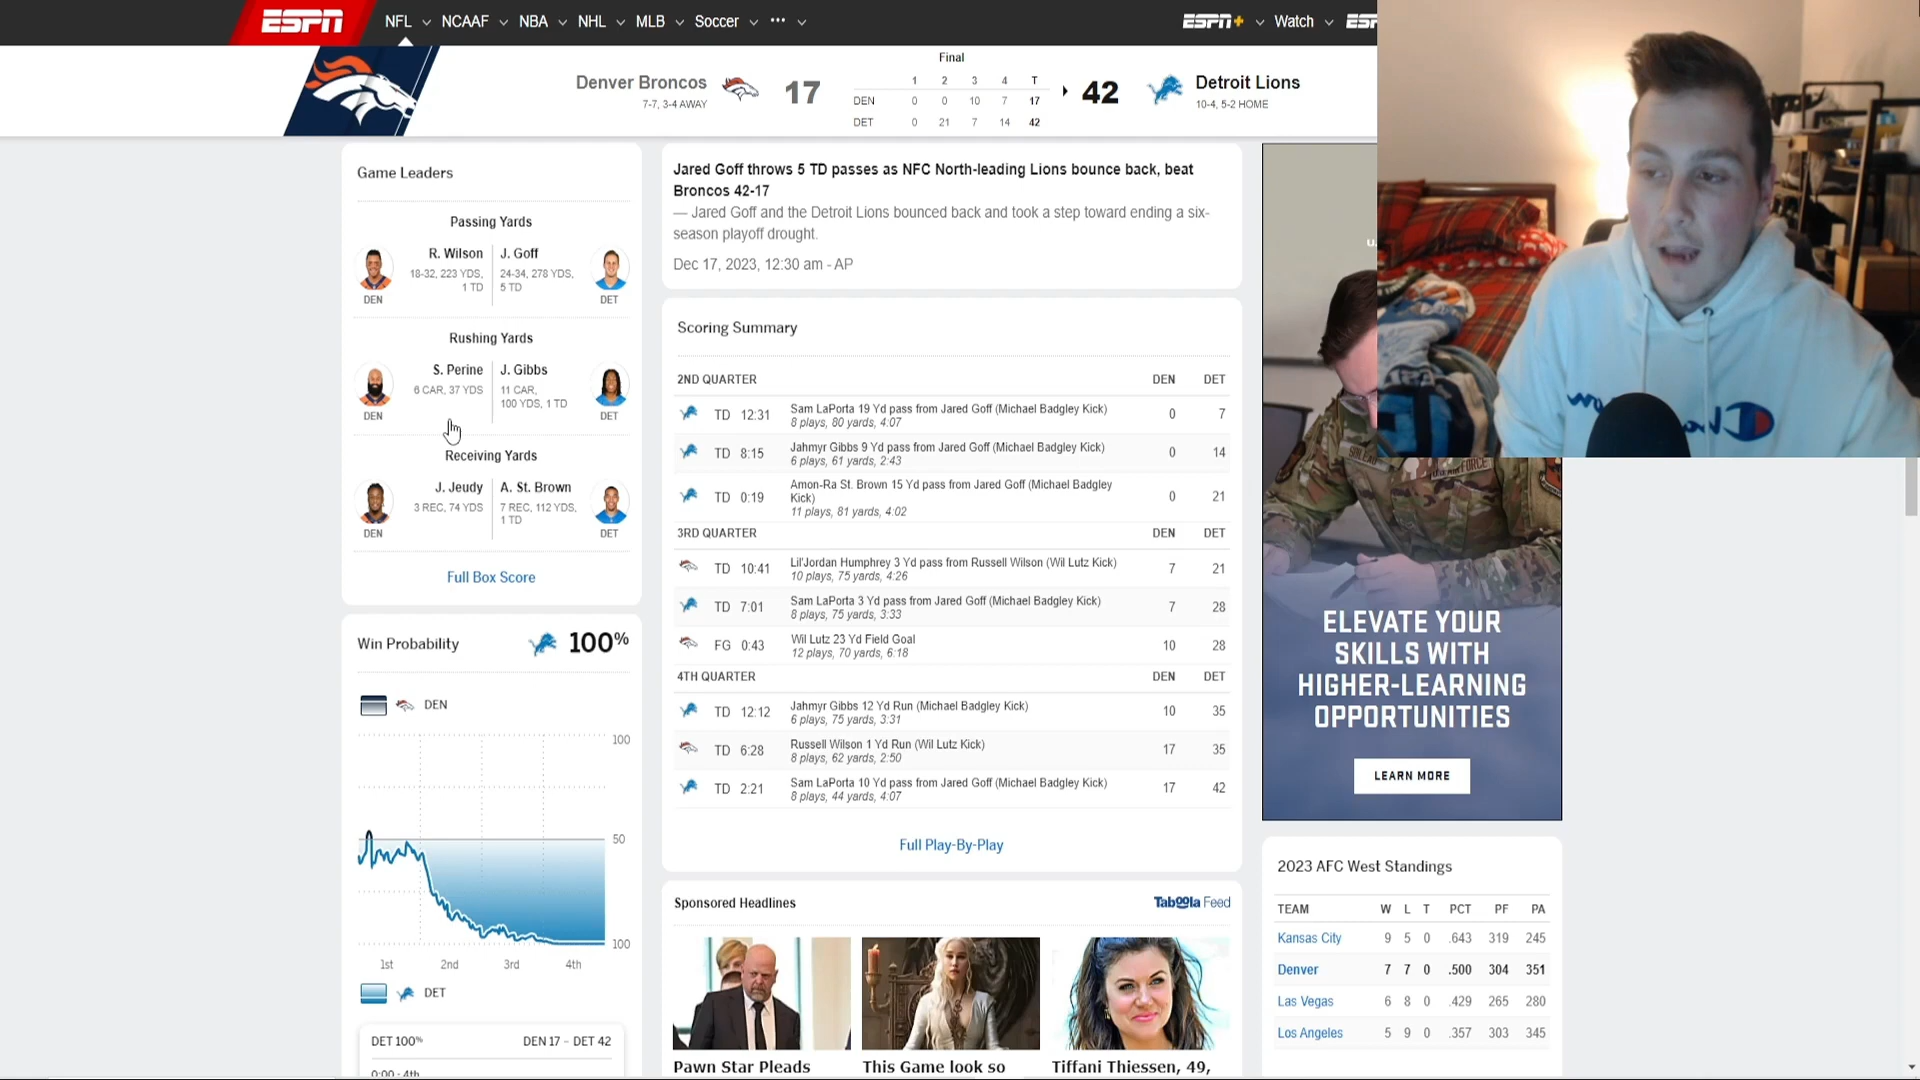 ESPN NFL NCAAF NBA NHL MLB Soccer ••• ESPN+ Watch ESP
Denver Broncos
7-7, 3-4 AWAY
17
Final
1 2 3 4 T
DEN 0 0 10 7 17
DET 0 21 7 14 42
42
Detroit Lions
10-4, 5-2 HOME
Game Leaders
Passing Yards
R. Wilson
18-32, 223 YDS,
1 TD
DEN
J. Goff
24-34, 278 YDS,
5 TD
DET
Rushing Yards
S. Perine
6 CAR, 37 YDS
DEN
J. Gibbs
11 CAR,
100 YDS, 1 TD
DET
Receiving Yards
J. Jeudy
3 REC, 74 YDS
DEN
A. St. Brown
7 REC, 112 YDS,
1 TD
DET
Full Box Score
Win Probability 100%
DEN
100
50
100
1st 2nd 3rd 4th
DET
DET 100% DEN 17 - DET 42
0:00 - 4th
Jared Goff throws 5 TD passes as NFC North-leading Lions bounce back, beat
Broncos 42-17
— Jared Goff and the Detroit Lions bounced back and took a step toward ending a six-
season playoff drought.
Dec 17, 2023, 12:30 am - AP
Scoring Summary
2ND QUARTER DEN DET
TD 12:31 Sam LaPorta 19 Yd pass from Jared Goff (Michael Badgley Kick) 0 7
8 plays, 80 yards, 4:07
TD 8:15 Jahmyr Gibbs 9 Yd pass from Jared Goff (Michael Badgley Kick) 0 14
6 plays, 61 yards, 2:43
TD 0:19 Amon-Ra St. Brown 15 Yd pass from Jared Goff (Michael Badgley
Kick) 0 21
11 plays, 81 yards, 4:02
3RD QUARTER DEN DET
TD 10:41 Lil'Jordan Humphrey 3 Yd pass from Russell Wilson (Wil Lutz Kick) 7 21
10 plays, 75 yards, 4:26
TD 7:01 Sam LaPorta 3 Yd pass from Jared Goff (Michael Badgley Kick) 7 28
8 plays, 75 yards, 3:33
FG 0:43 Wil Lutz 23 Yd Field Goal 10 28
12 plays, 70 yards, 6:18
4TH QUARTER DEN DET
TD 12:12 Jahmyr Gibbs 12 Yd Run (Michael Badgley Kick) 10 35
6 plays, 75 yards, 3:31
TD 6:28 Russell Wilson 1 Yd Run (Wil Lutz Kick) 17 35
8 plays, 62 yards, 2:50
TD 2:21 Sam LaPorta 10 Yd pass from Jared Goff (Michael Badgley Kick) 17 42
8 plays, 44 yards, 4:07
Full Play-By-Play
Sponsored Headlines Taboola Feed
Pawn Star Pleads
This Game look so
Tiffani Thiessen, 49,
ELEVATE YOUR
SKILLS WITH
HIGHER-LEARNING
OPPORTUNITIES
LEARN MORE
2023 AFC West Standings
TEAM W L T PCT PF PA
Kansas City 9 5 0 .643 319 245
Denver 7 7 0 .500 304 351
Las Vegas 6 8 0 .429 265 280
Los Angeles 5 9 0 .357 303 345